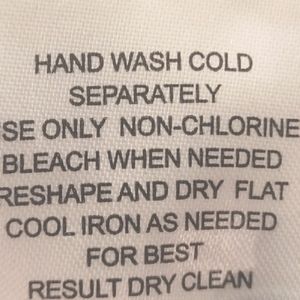 HAND WASH COLD
SEPARATELY
SE ONLY NON-CHLORINE
BLEACH WHEN NEEDED
RESHAPE AND DRY FLAT
COOL IRON AS NEEDED
FOR BEST
RESULT DRY CLEAN